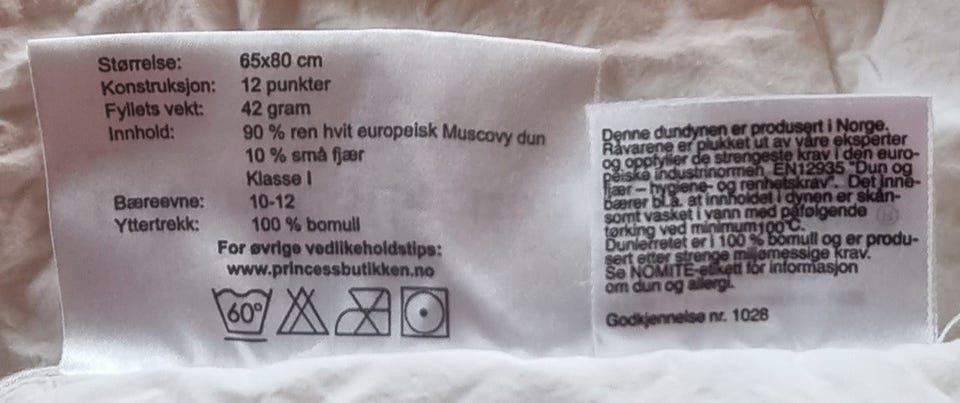 Størrelse: 65x80 cm
Konstruksjon: 12 punkter
Fyllets vekt: 42 gram
Innhold: 90 % ren hvit europeisk Muscovy dun
10 % små fjær
Klasse I
Bæreevne: 10-12
Yttertrekk: 100 % bomull
For øvrige vedlikeholdstips:
www.princessbutikken.no
60°
Denne dundynen er produsert i Norge.
Råvarene er plukket ut av våre eksperter
og oppfyller de strengeste krav i den euro-
peiske industrinormen EN12935 "Dun og
fjær – hygiene- og renhetskrav". Det inne-
bærer bl.a. at innholdet i dynen er skån-
somt vasket i vann med påfølgende
tørking ved minimum100°C.
Dunlerretet er i 100 % bomull og er produ-
sert etter strenge miljømessige krav.
Se NOMITE-etikett for informasjon
om dun og allergi.
Godkjennelse nr. 1028